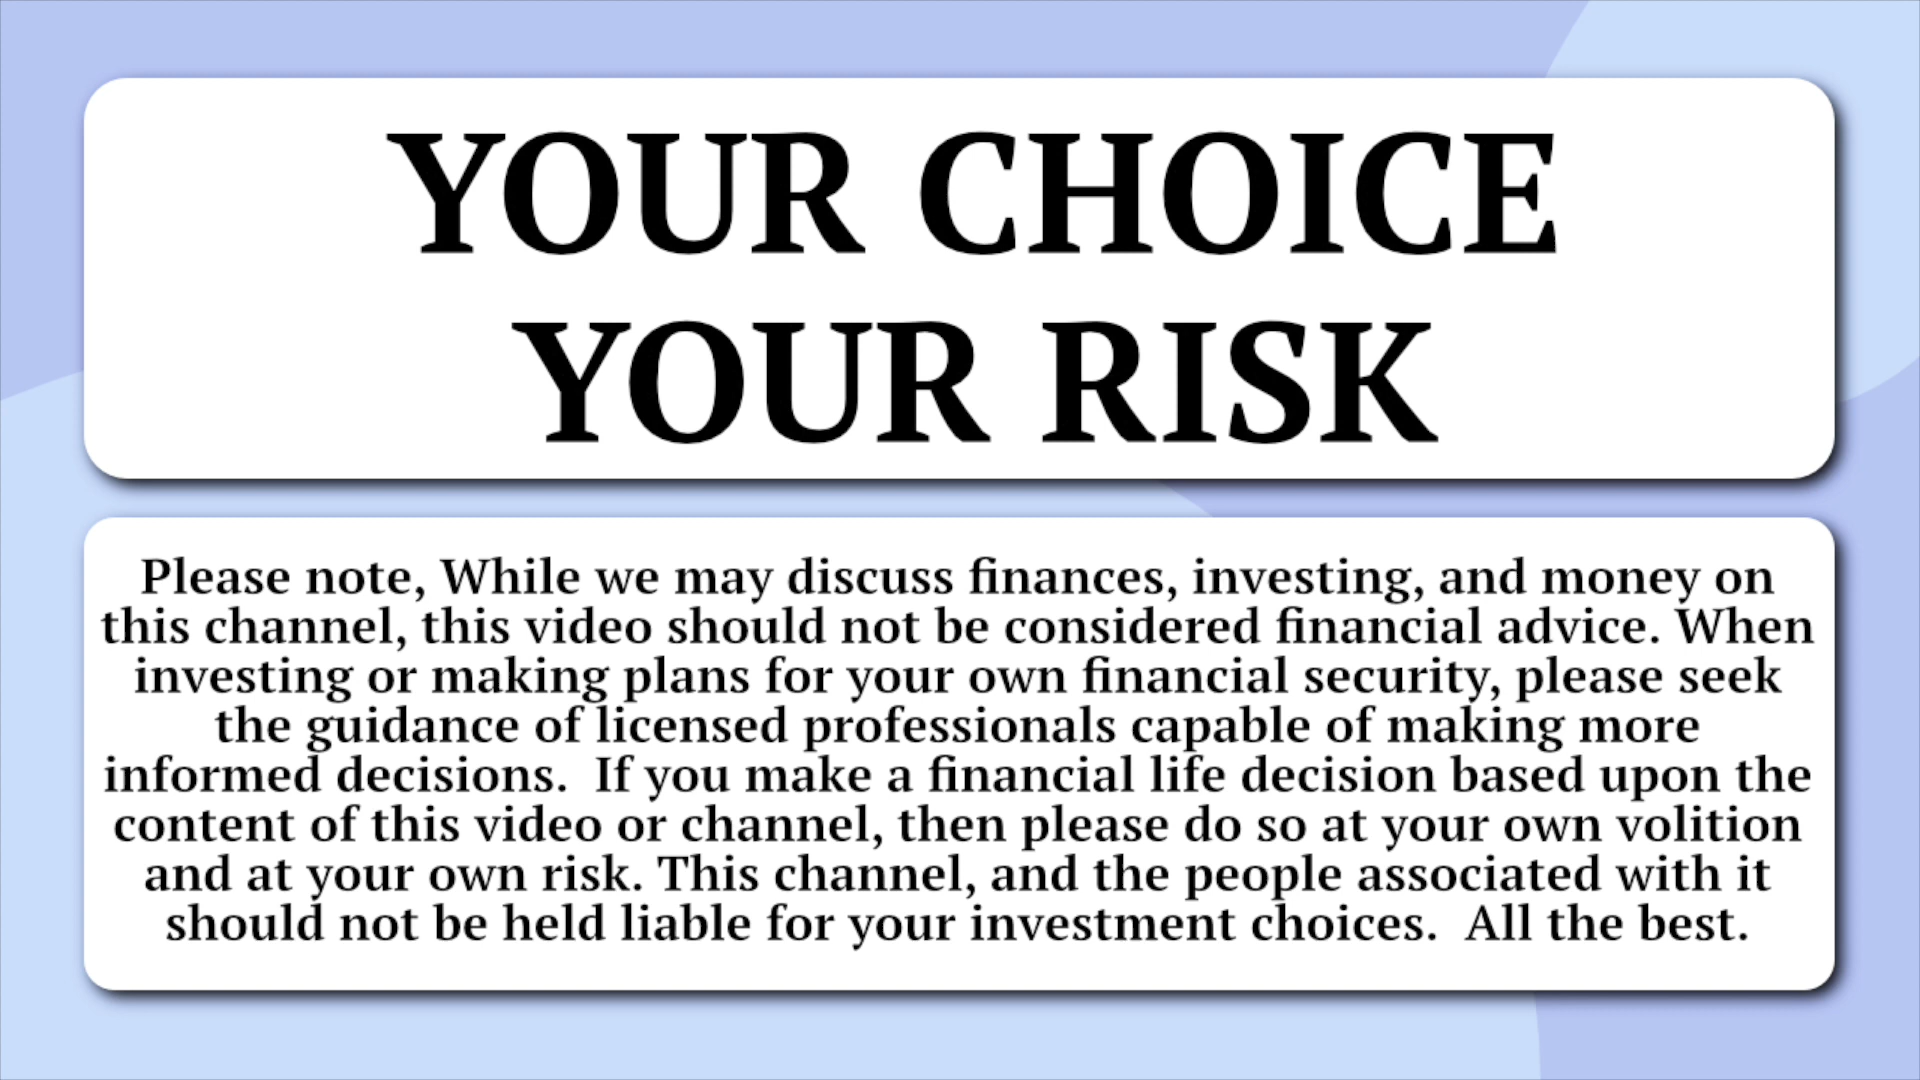 YOUR CHOICE
YOUR RISK
Please note, While we may discuss finances, investing, and money on
this channel, this video should not be considered financial advice. When
investing or making plans for your own financial security, please seek
the guidance of licensed professionals capable of making more
informed decisions.  If you make a financial life decision based upon the
content of this video or channel, then please do so at your own volition
and at your own risk. This channel, and the people associated with it
should not be held liable for your investment choices.  All the best.